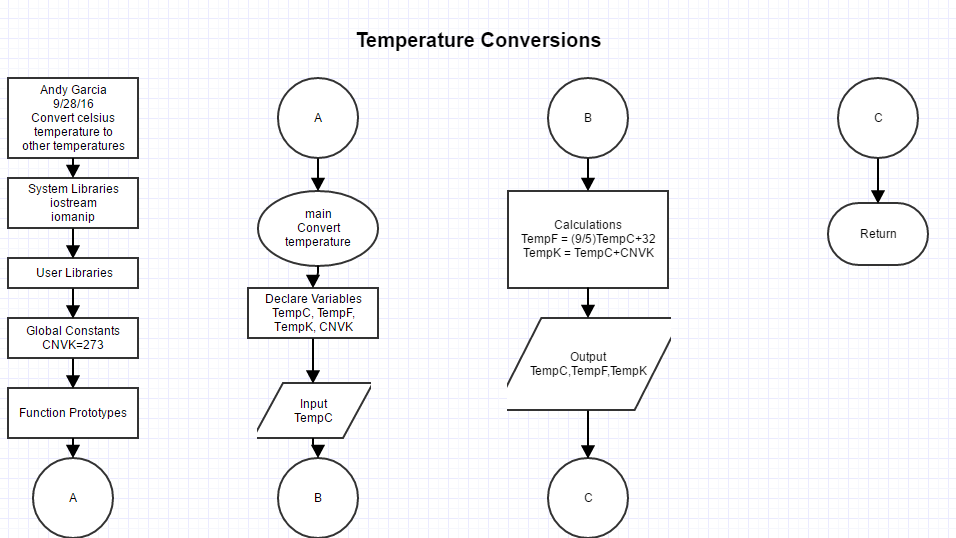 Temperature Conversions
Andy Garcia
9/28/16
Convert celsius
temperature to
other temperatures
System Libraries
iostream
iomanip
User Libraries
Global Constants
CNVK=273
Function Prototypes
A
A
main
Convert
temperature
Declare Variables
TempC, TempF,
TempK, CNVK
Input
TempC
B
B
Calculations
TempF = (9/5)TempC+32
TempK = TempC+CNVK
Output
TempC,TempF,TempK
C
C
Return